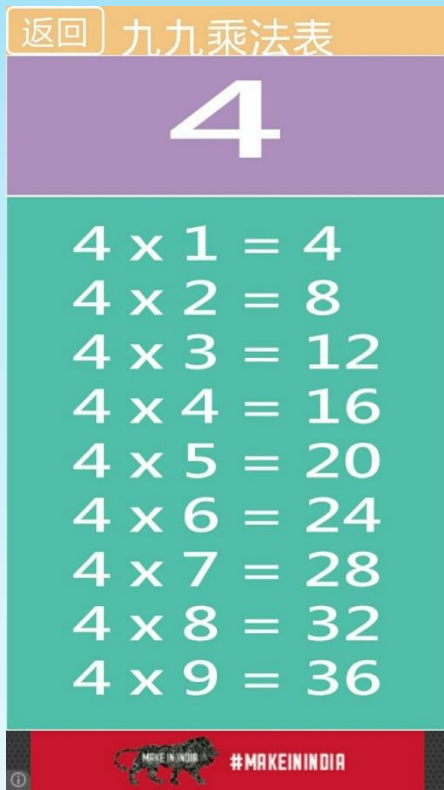 返回 九九乘法表
4
4 x 1 = 4
4 x 2 = 8
4 x 3 = 12
4 x 4 = 16
4 x 5 = 20
4 x 6 = 24
4 x 7 = 28
4 x 8 = 32
4 x 9 = 36
MAKE IN INDIA #MAKEININDIA